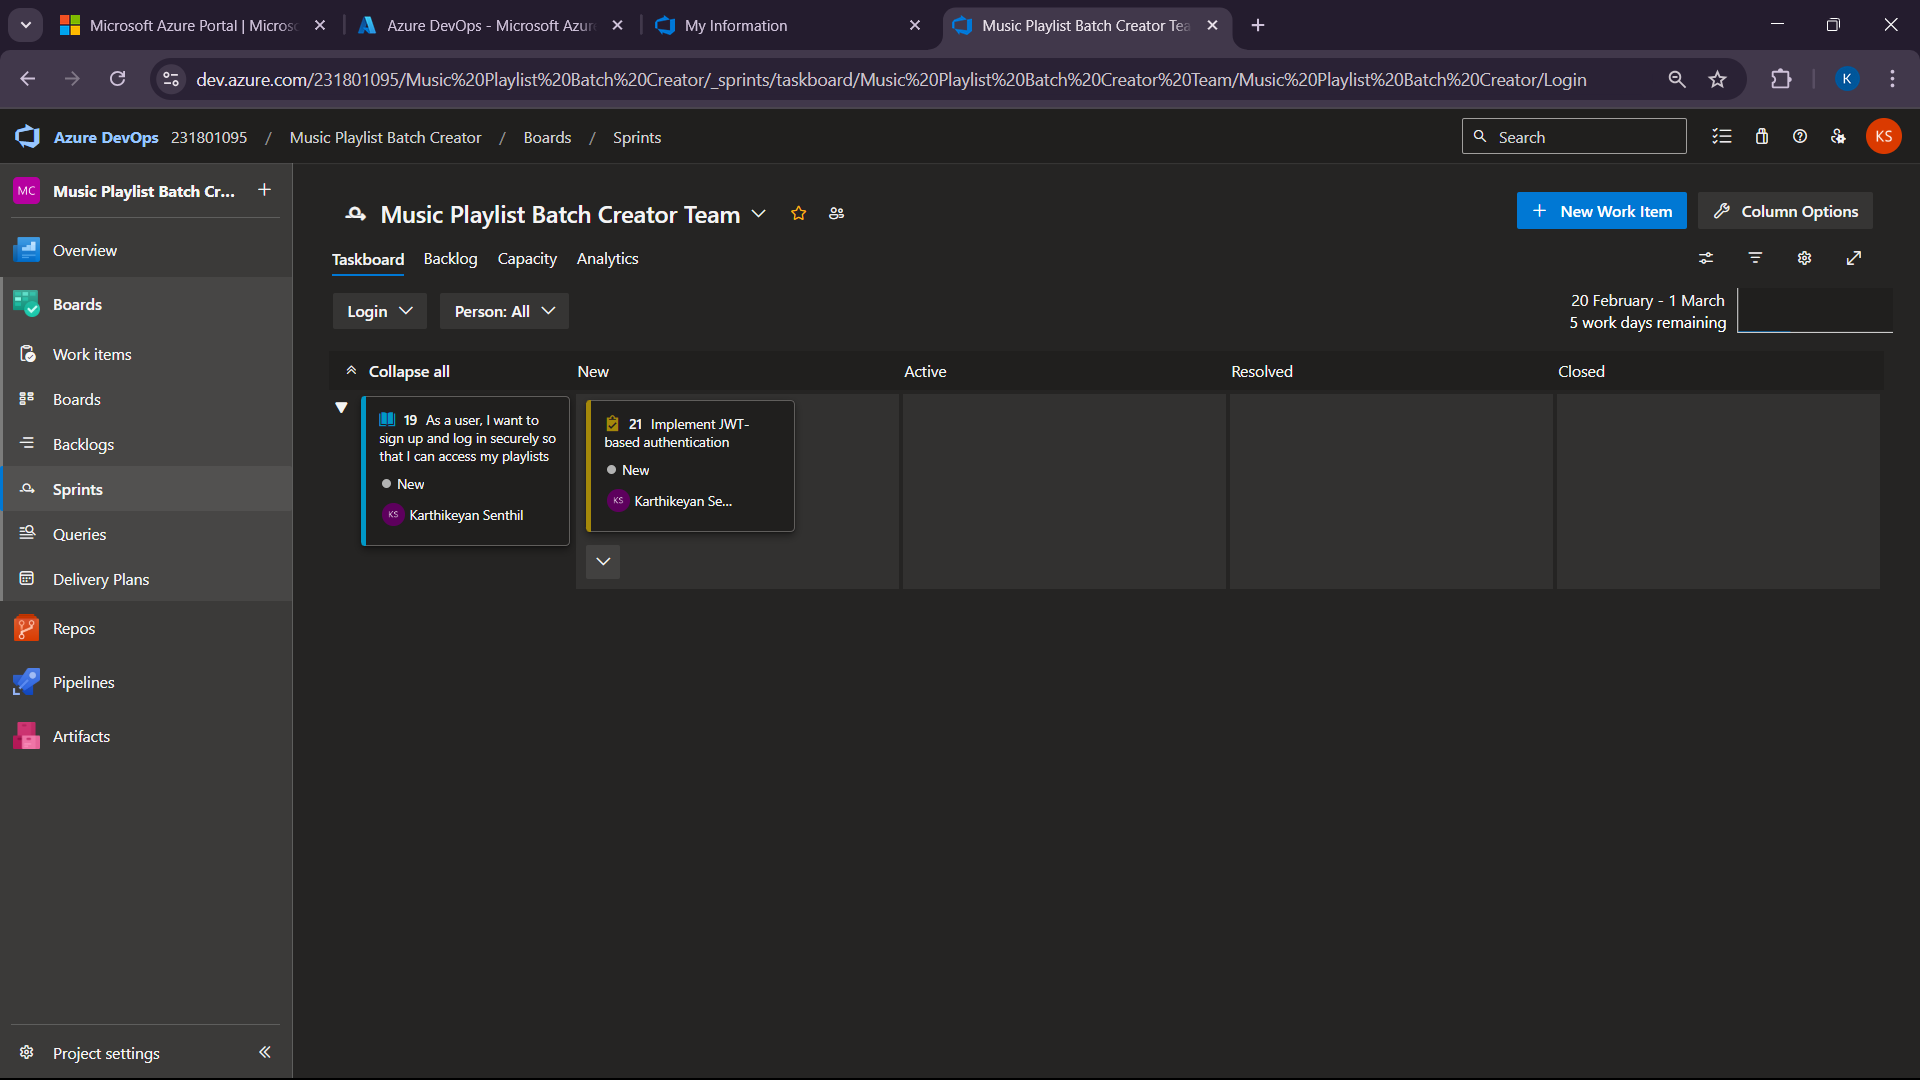 Microsoft Azure Portal | Micros
Azure DevOps - Microsoft Azur
My Information
Music Playlist Batch Creator Tea
dev.azure.com/231801095/Music%20Playlist%20Batch%20Creator/_sprints/taskboard/Music%20Playlist%20Batch%20Creator%20Team/Music%20Playlist%20Batch%20Creator/Login
K
Azure DevOps 231801095 / Music Playlist Batch Creator / Boards / Sprints
Search
KS
MC Music Playlist Batch Cr...
Overview
Boards
Work items
Boards
Backlogs
Sprints
Queries
Delivery Plans
Repos
Pipelines
Artifacts
Project settings
Music Playlist Batch Creator Team
New Work Item
Column Options
Taskboard Backlog Capacity Analytics
Login
Person: All
20 February - 1 March
5 work days remaining
Collapse all New Active Resolved Closed
19 As a user, I want to
sign up and log in securely so
that I can access my playlists
New
KS Karthikeyan Senthil
21 Implement JWT-
based authentication
New
KS Karthikeyan Se...